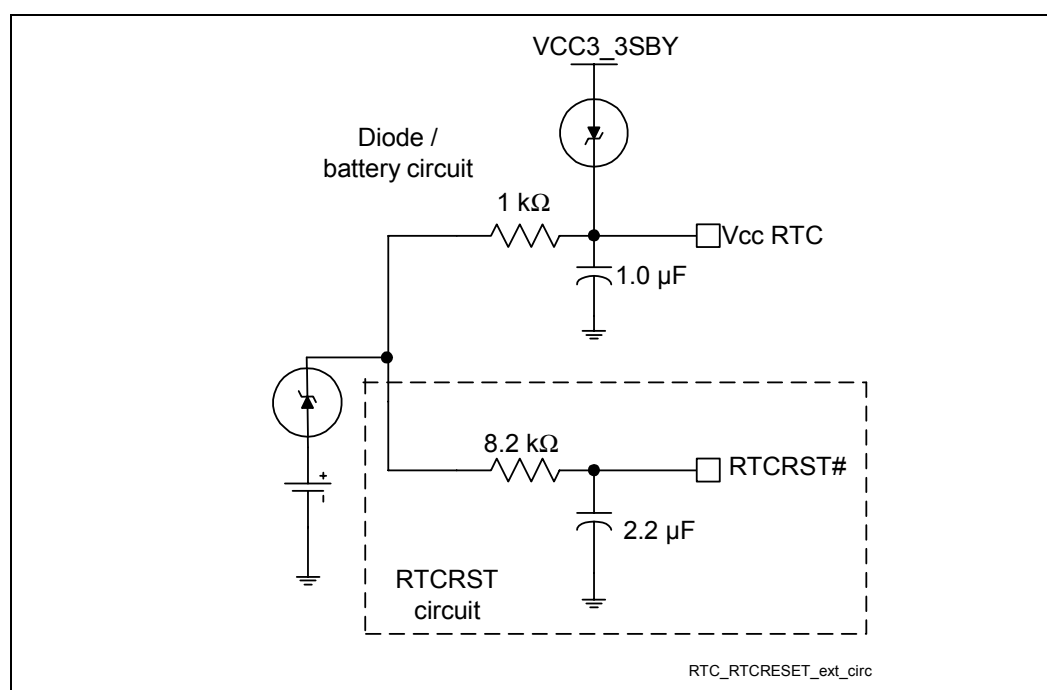 VCC3_3SBY
Diode /
battery circuit
1 kΩ
Vcc RTC
1.0 µF
8.2 kΩ
RTCRST#
+
-
2.2 µF
RTCRST
circuit
RTC_RTCRESET_ext_circ